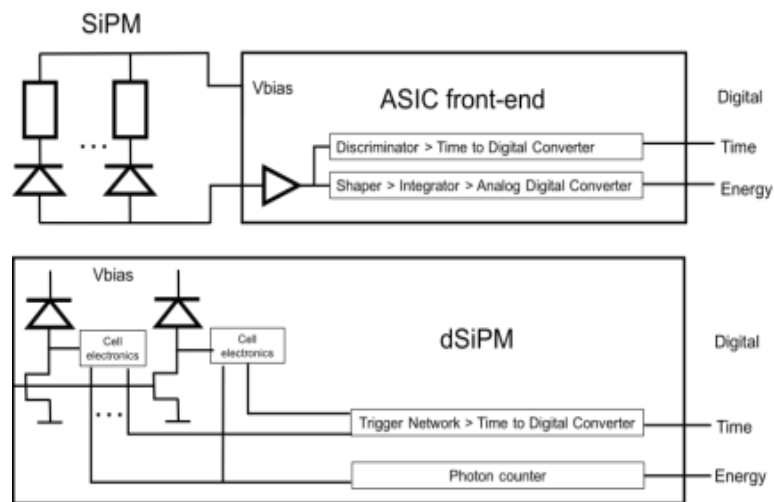 SiPM
Vbias
ASIC front-end
Digital
Discriminator > Time to Digital Converter
Time
Shaper > Integrator > Analog Digital Converter
Energy
Vbias
Cell
electronics
Cell
electronics
dSiPM
Digital
Trigger Network > Time to Digital Converter
Time
Photon counter
Energy